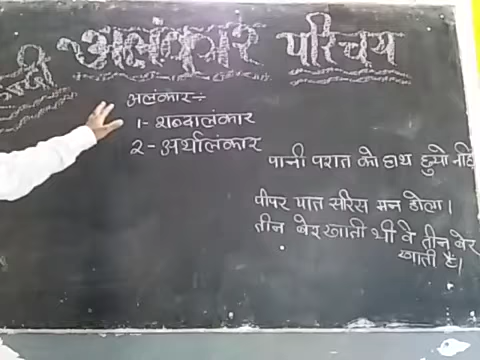 अलंकार परिचय
अलंकार :-
1- शब्दालंकार
2- अर्थालंकार
पानी परात को हाथ छुयो नहिं
पीपर पात सरिस मन डोला।
तीन बेर खाती थी वे तीन बेर
खाती है।